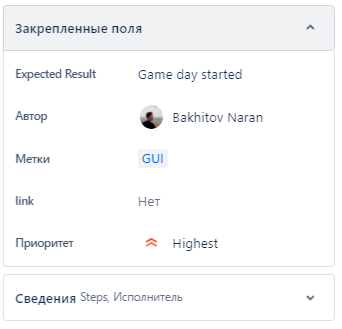 Закрепленные поля
Expected Result Game day started
Автор Bakhitov Naran
Метки GUI
link Нет
Приоритет Highest
Сведения Steps, Исполнитель